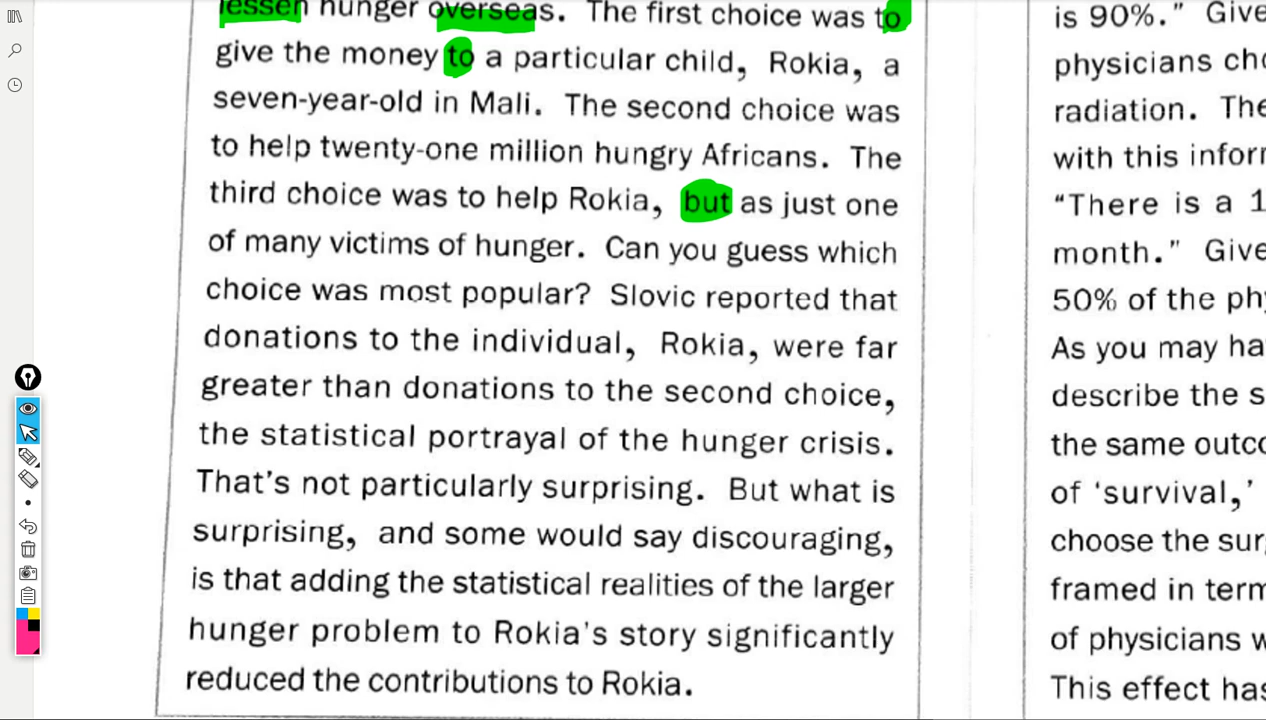 lessen hunger overseas. The first choice was to
give the money to a particular child, Rokia, a
seven-year-old in Mali. The second choice was
to help twenty-one million hungry Africans. The
third choice was to help Rokia, but as just one
of many victims of hunger. Can you guess which
choice was most popular? Slovic reported that
donations to the individual, Rokia, were far
greater than donations to the second choice,
the statistical portrayal of the hunger crisis.
That's not particularly surprising. But what is
surprising, and some would say discouraging,
is that adding the statistical realities of the larger
hunger problem to Rokia's story significantly
reduced the contributions to Rokia.
is 90%." Give
physicians cho
radiation. The
with this inforr
"There is a 1
month." Give
50% of the phy
As you may ha
describe the s
the same outco
of 'survival,'
choose the surg
framed in term
of physicians w
This effect has